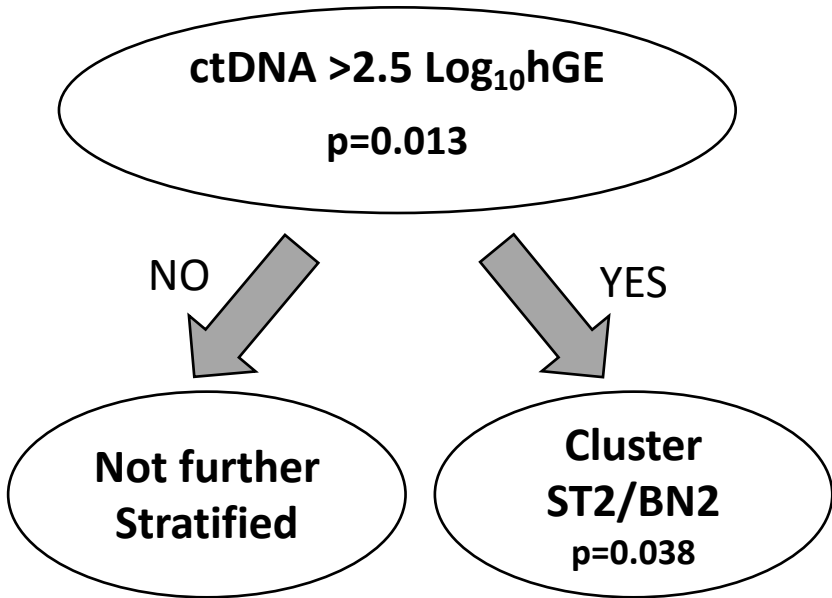 ctDNA >2.5 Log₁₀hGE
p=0.013
NO
YES
Not further
Stratified
Cluster
ST2/BN2
p=0.038